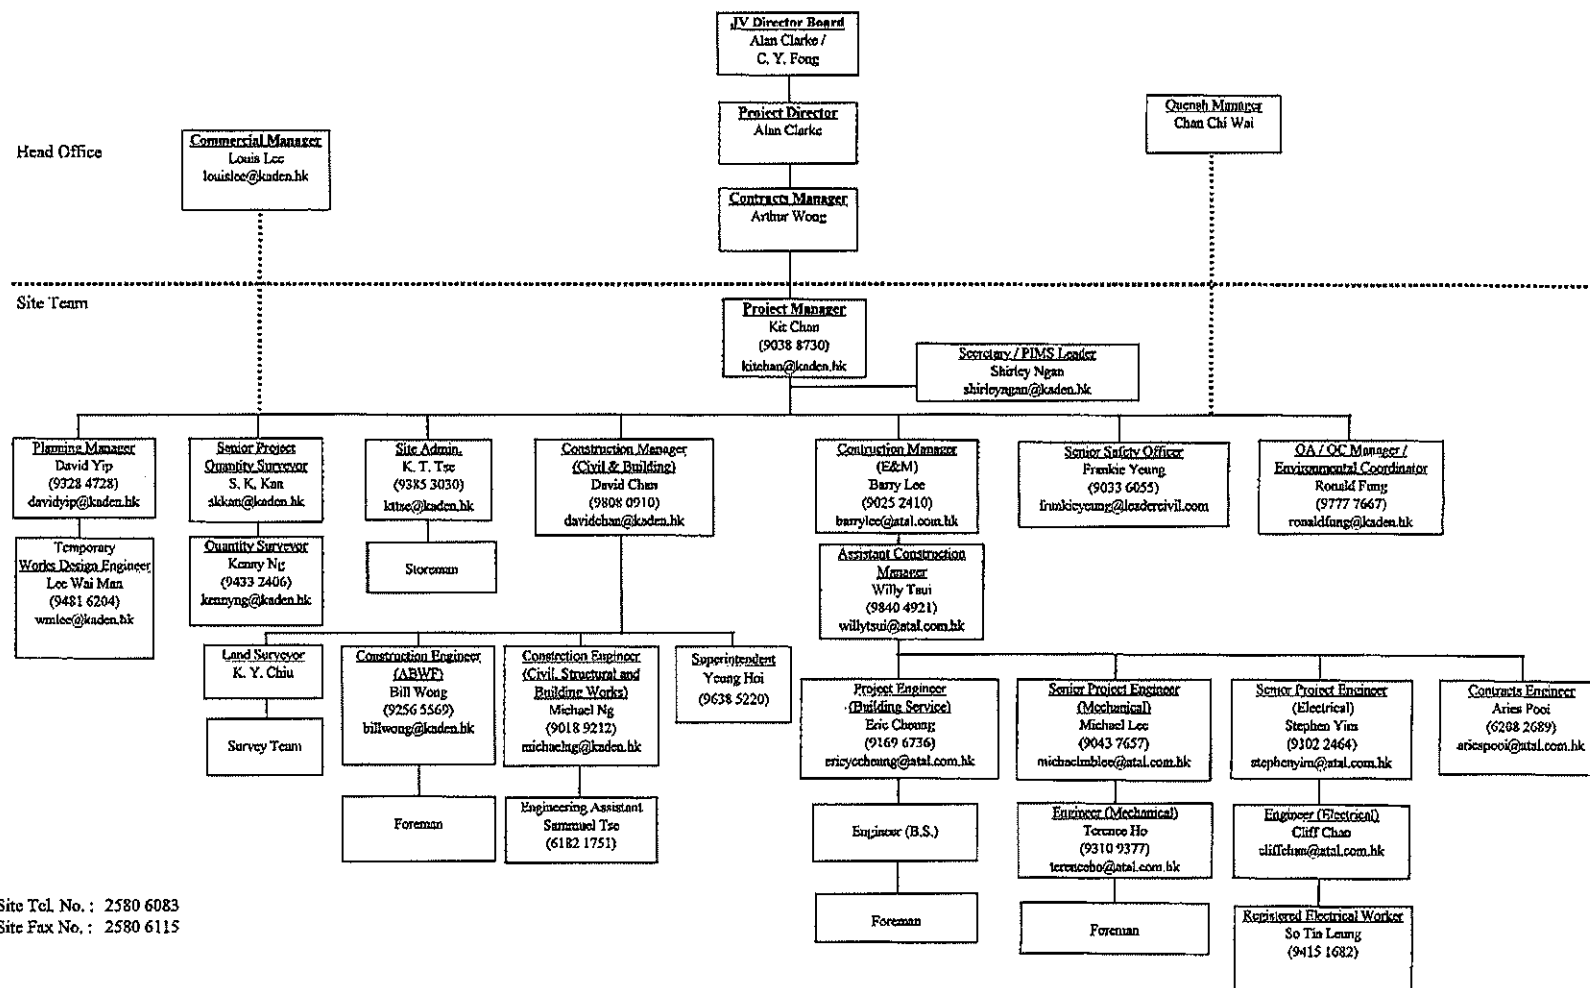 JV Director Board
Alan Clarke /
C. Y. Fong
Project Director
Alan Clarke
Contracts Manager
Arthur Wong
Quensh Manager
Chan Chi Wai
Commercial Manager
Louis Lee
louislee@kaden.hk
Head Office
Site Team
Project Manager
Kit Chan
(9038 8730)
kitchan@kaden.hk
Secretary / PIMS Leader
Shirley Ngan
shirleyngan@kaden.hk
Planning Manager
David Yip
(9328 4728)
davidyip@kaden.hk
Senior Project
Quantity Surveyor
S. K. Kan
skkan@kaden.hk
Site Admin.
K. T. Tse
(9385 3030)
kttse@kaden.hk
Construction Manager
(Civil & Building)
David Chan
(9808 0910)
davidchan@kaden.hk
Contruction Manager
(E&M)
Barry Lee
(9025 2410)
barrylee@atal.com.hk
Senior Safety Officer
Frankie Yeung
(9033 6055)
frankieyeung@leadercivil.com
QA / QC Manager /
Environmental Coordinator
Ronald Fung
(9777 7667)
ronaldfung@kaden.hk
Temporary
Works Design Engineer
Lee Wai Man
(9481 6204)
wmlee@kaden.hk
Quantity Surveyor
Kenny Ng
(9433 2406)
kennyng@kaden.hk
Storeman
Assistant Construction
Manager
Willy Tsui
(9840 4921)
willytsui@atal.com.hk
Land Surveyor
K. Y. Chiu
Construction Engineer
(ABWF)
Bill Wong
(9256 5569)
billwong@kaden.hk
Constrction Engineer
(Civil, Structural and
Building Works)
Michael Ng
(9018 9212)
michaelng@kaden.hk
Superintendent
Yeung Hoi
(9638 5220)
Project Engineer
(Building Service)
Eric Cheung
(9169 6736)
ericyccheung@atal.com.hk
Senior Project Engineer
(Mechanical)
Michael Lee
(9043 7657)
michaelmblee@atal.com.hk
Senior Project Engineer
(Electrical)
Stephen Yim
(9302 2464)
stephenyim@atal.com.hk
Contracts Engineer
Aries Pooi
(6208 2689)
ariespooi@atal.com.hk
Survey Team
Foreman
Engineering Assistant
Sammuel Tse
(6182 1751)
Engineer (B.S.)
Engineer (Mechanical)
Terence Ho
(9310 9377)
terenceho@atal.com.hk
Engineer (Electrical)
Cliff Chan
cliffchan@atal.com.hk
Foreman
Foreman
Registered Electrical Worker
So Tin Leung
(9415 1682)
Site Tel. No. : 2580 6083
Site Fax No. : 2580 6115